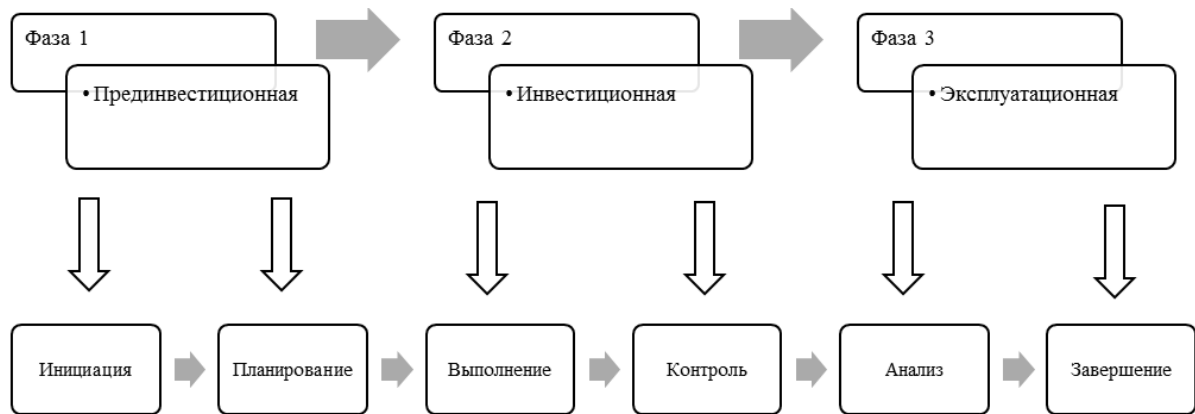 Фаза 1
• Прединвестиционная
Фаза 2
• Инвестиционная
Фаза 3
• Эксплуатационная
Инициация
Планирование
Выполнение
Контроль
Анализ
Завершение